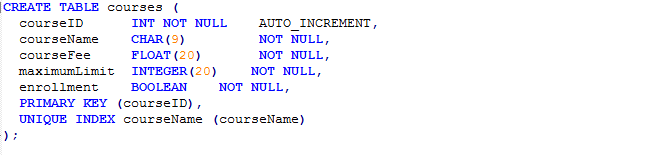 CREATE TABLE courses (
courseID INT NOT NULL AUTO_INCREMENT,
courseName CHAR(9) NOT NULL,
courseFee FLOAT(20) NOT NULL,
maximumLimit INTEGER(20) NOT NULL,
enrollment BOOLEAN NOT NULL,
PRIMARY KEY (courseID),
UNIQUE INDEX courseName (courseName)
);